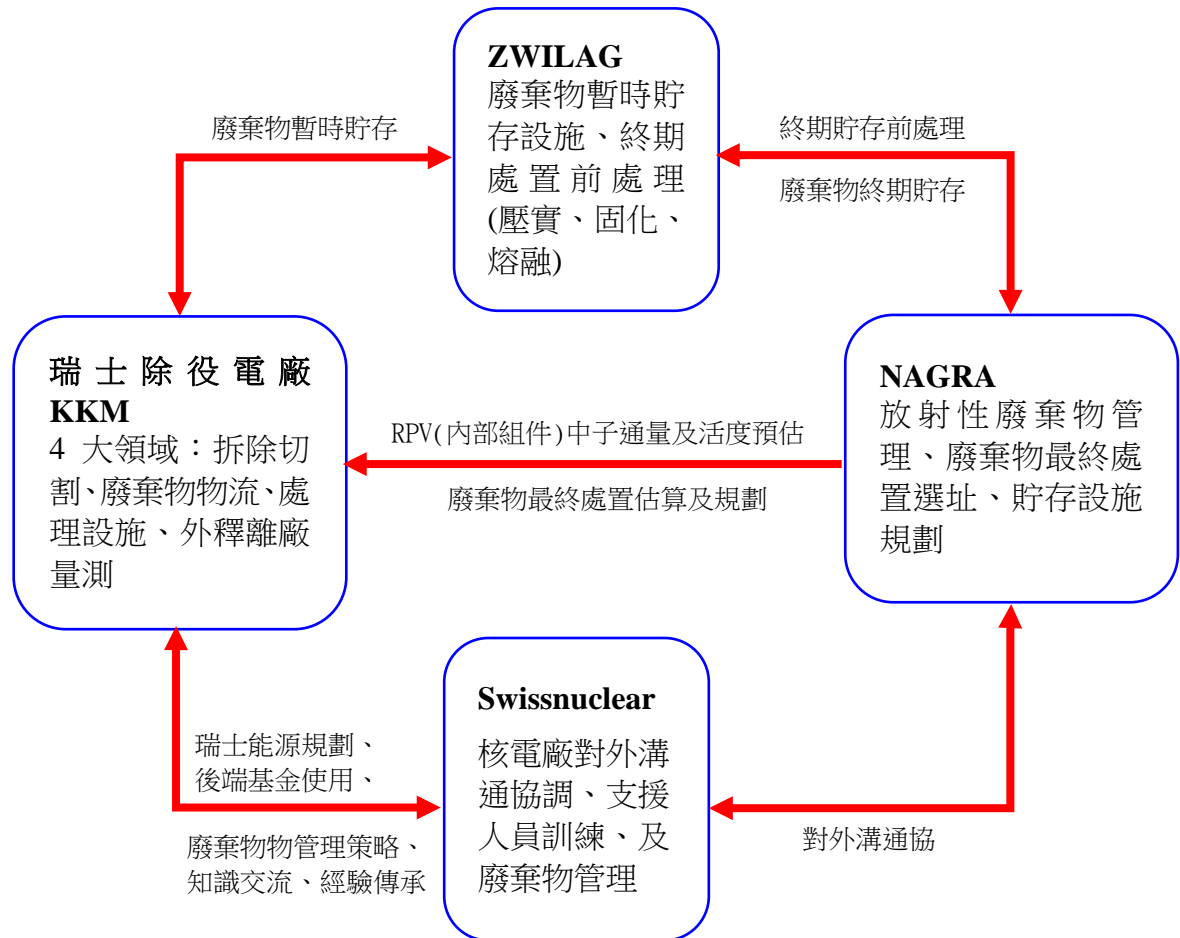 ZWILAG
廢棄物暫時貯
存設施、終期
處置前處理
(壓實、固化、
熔融)
廢棄物暫時貯存
終期貯存前處理
廢棄物終期貯存
瑞士除役電廠
KKM
4 大領域：拆除切
割、廢棄物物流、處
理設施、外釋離廠
量測
RPV(內部組件)中子通量及活度預估
廢棄物最終處置估算及規劃
NAGRA
放射性廢棄物管
理、廢棄物最終處
置選址、貯存設施
規劃
瑞士能源規劃、
後端基金使用、
廢棄物物管理策略、
知識交流、經驗傳承
Swissnuclear
核電廠對外溝
通協調、支援
人員訓練、及
廢棄物管理
對外溝通協